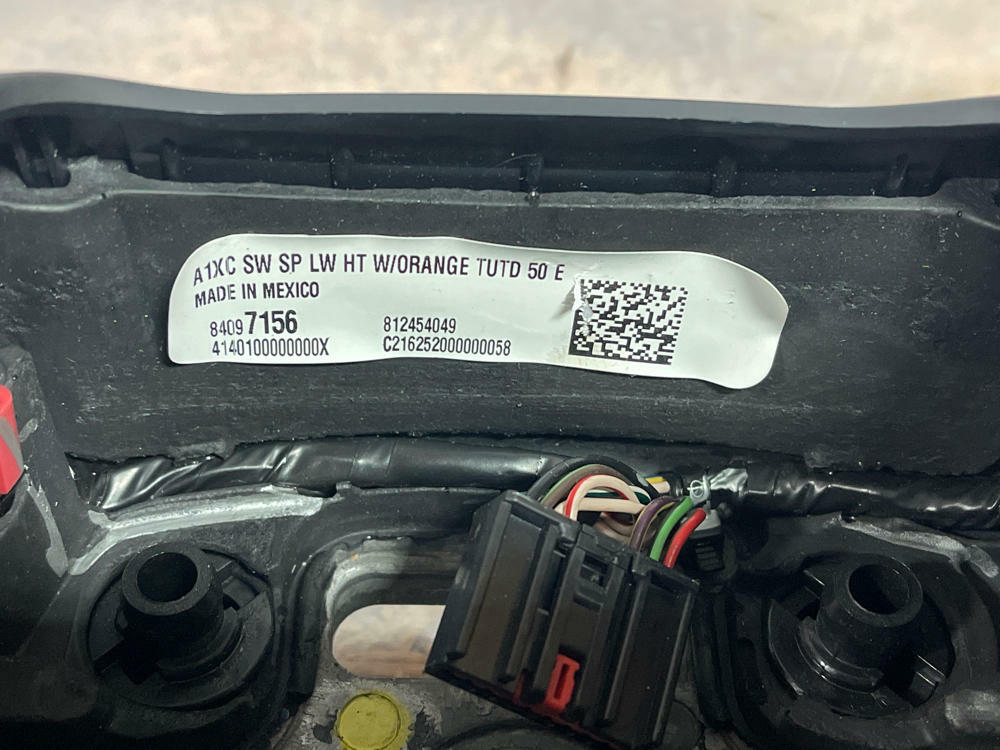 A1XC SW SP LW HT W/ORANGE TUTD 50 E
MADE IN MEXICO
84097156 812454049
4140100000000X C216252000000058